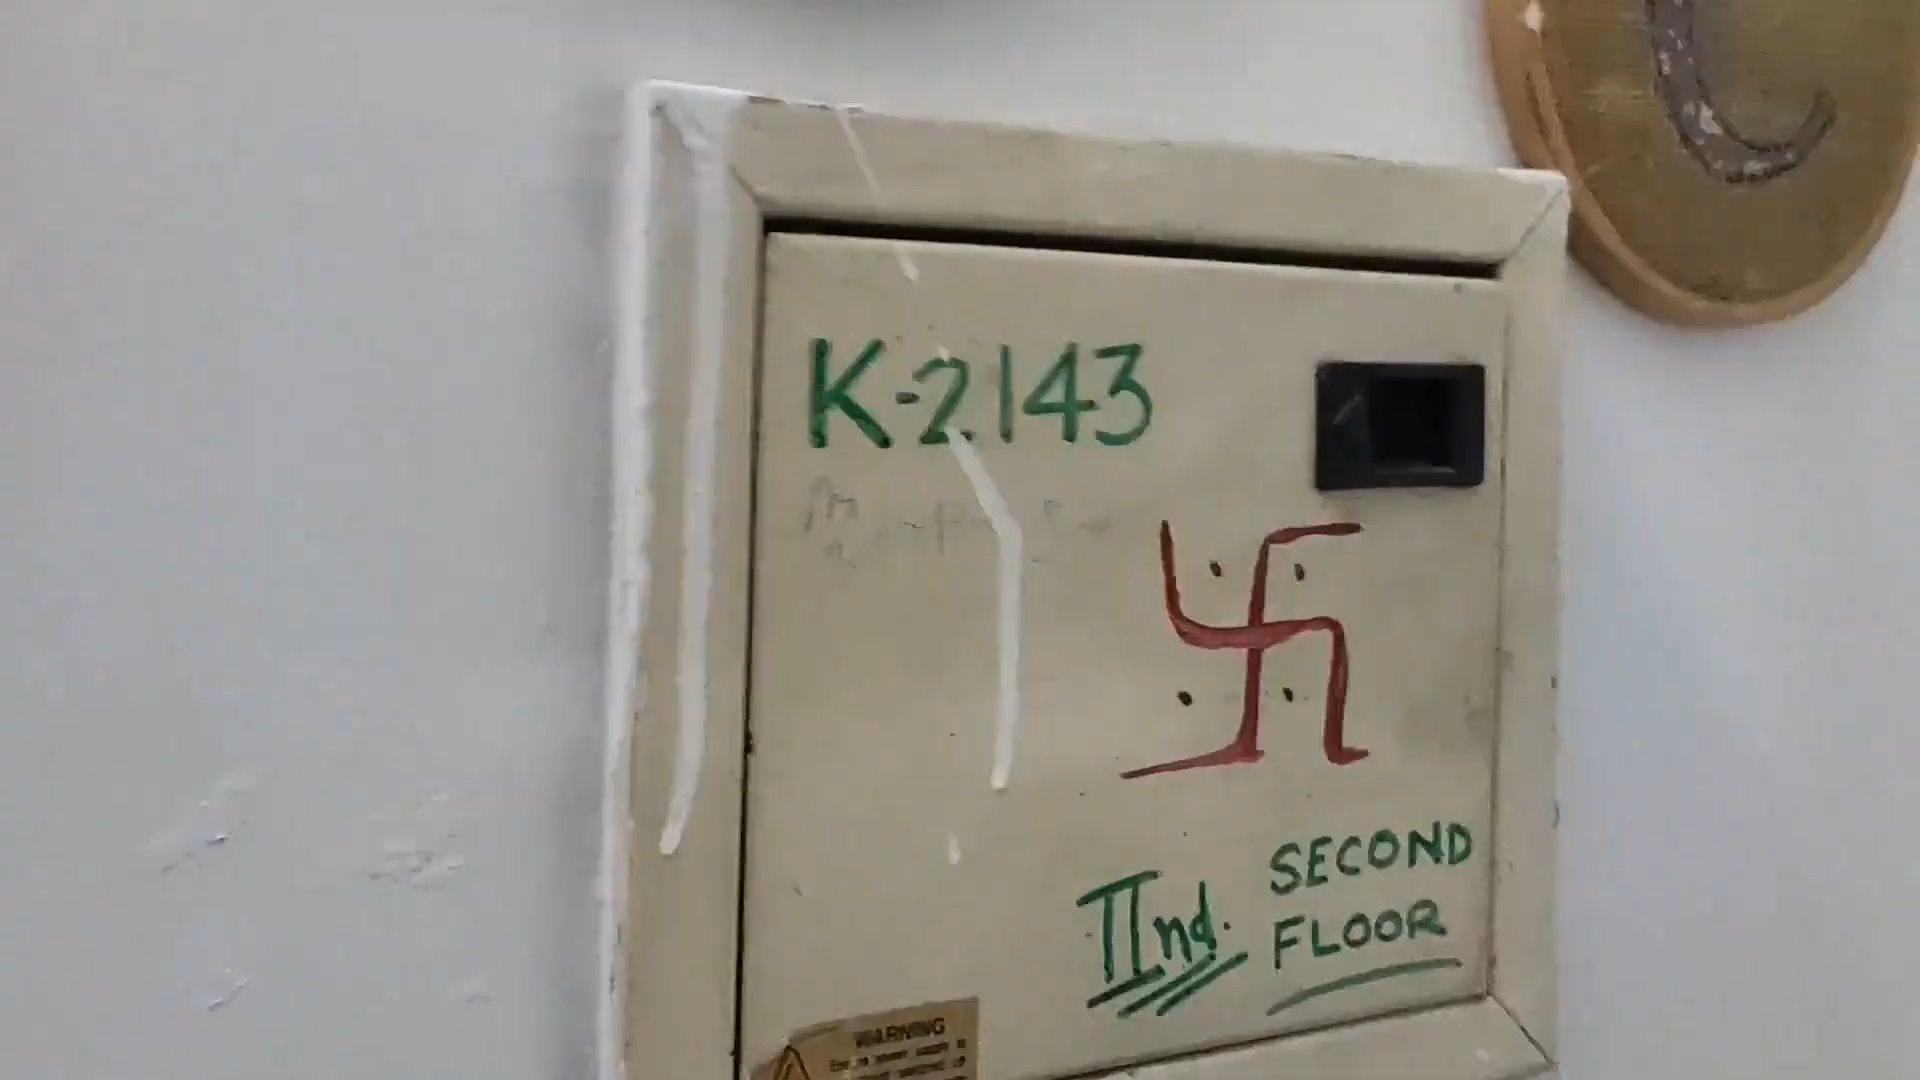 K-2143
SECOND
IInd. FLOOR
WARNING